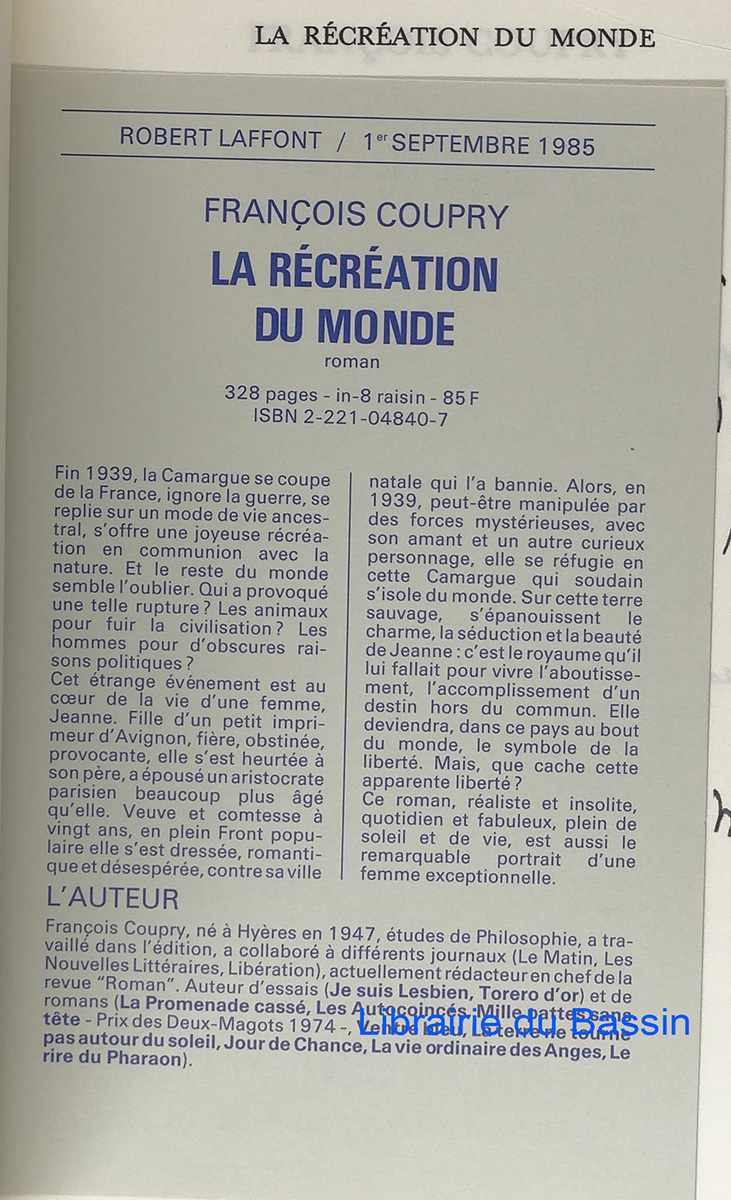 LA RÉCRÉATION DU MONDE
ROBERT LAFFONT / 1er SEPTEMBRE 1985
FRANÇOIS COUPRY
LA RÉCRÉATION
DU MONDE
roman
328 pages - in-8 raisin - 85 F
ISBN 2-221-04840-7
Fin 1939, la Camargue se coupe
de la France, ignore la guerre, se
replie sur un mode de vie ances-
tral, s'offre une joyeuse récréa-
tion en communion avec la
nature. Et le reste du monde
semble l'oublier. Qui a provoqué
une telle rupture ? Les animaux
pour fuir la civilisation ? Les
hommes pour d'obscures rai-
sons politiques ?
Cet étrange événement est au
cœur de la vie d'une femme,
Jeanne. Fille d'un petit impri-
meur d'Avignon, fière, obstinée,
provocante, elle s'est heurtée à
son père, a épousé un aristocrate
parisien beaucoup plus âgé
qu'elle. Veuve et comtesse à
vingt ans, en plein Front popu-
laire elle s'est dressée, romanti-
que et désespérée, contre sa ville
natale qui l'a bannie. Alors, en
1939, peut-être manipulée par
des forces mystérieuses, avec
son amant et un autre curieux
personnage, elle se réfugie en
cette Camargue qui soudain
s'isole du monde. Sur cette terre
sauvage, s'épanouissent le
charme, la séduction et la beauté
de Jeanne : c'est le royaume qu'il
lui fallait pour vivre l'aboutisse-
ment, l'accomplissement d'un
destin hors du commun. Elle
deviendra, dans ce pays au bout
du monde, le symbole de la
liberté. Mais, que cache cette
apparente liberté ?
Ce roman, réaliste et insolite,
quotidien et fabuleux, plein de
soleil et de vie, est aussi le
remarquable portrait d'une
femme exceptionnelle.
L'AUTEUR
François Coupry, né à Hyères en 1947, études de Philosophie, a tra-
vaillé dans l'édition, a collaboré à différents journaux (Le Matin, Les
Nouvelles Littéraires, Libération), actuellement rédacteur en chef de la
revue "Roman". Auteur d'essais (Je suis Lesbien, Torero d'or) et de
romans (La Promenade cassé, Les Autocoincés, Mille pattes sans
tête - Prix des Deux-Magots 1974 -, Ventre bleu, La terre ne tourne
pas autour du soleil, Jour de Chance, La vie ordinaire des Anges, Le
rire du Pharaon).
Librairie du Bassin